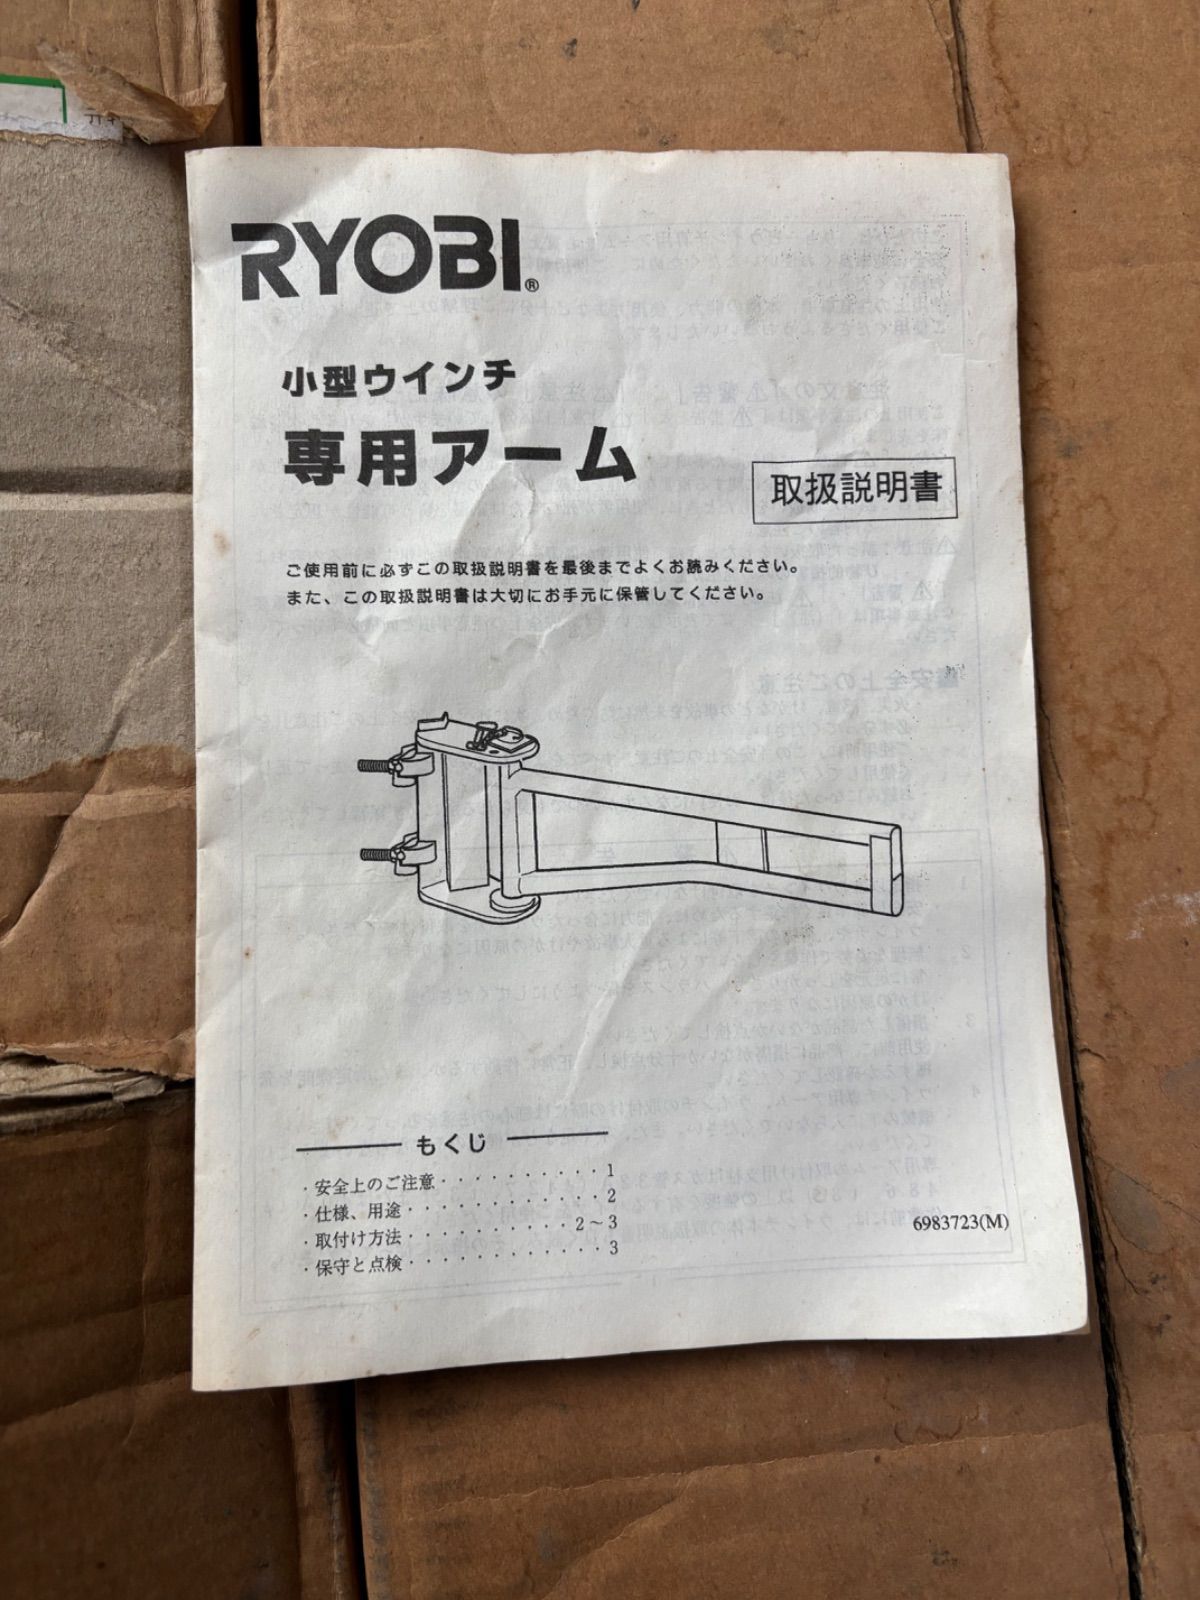 RYOBI®
小型ウインチ
専用アーム
取扱説明書
ご使用前に必ずこの取扱説明書を最後までよくお読みください。
また、この取扱説明書は大切にお手元に保管してください。
もくじ
・安全上のご注意・・・・・・・・・・・・1
・仕様、用途・・・・・・・・・・・・・・2
・取付け方法・・・・・・・・・・・・2～3
・保守と点検・・・・・・・・・・・・・・3
6983723(M)